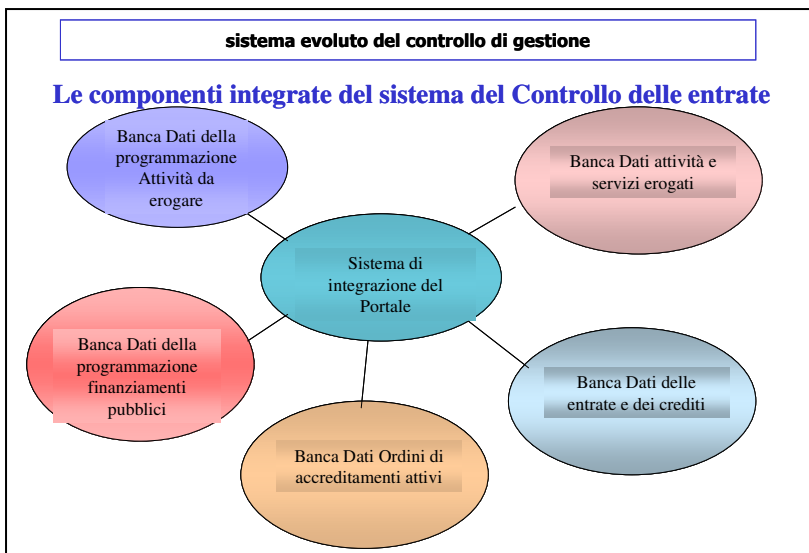 sistema evoluto del controllo di gestione
Le componenti integrate del sistema del Controllo delle entrate
Banca Dati della
programmazione
Attività da
erogare
Banca Dati attività e
servizi erogati
Sistema di
integrazione del
Portale
Banca Dati della
programmazione
finanziamenti
pubblici
Banca Dati delle
entrate e dei crediti
Banca Dati Ordini di
accreditamenti attivi